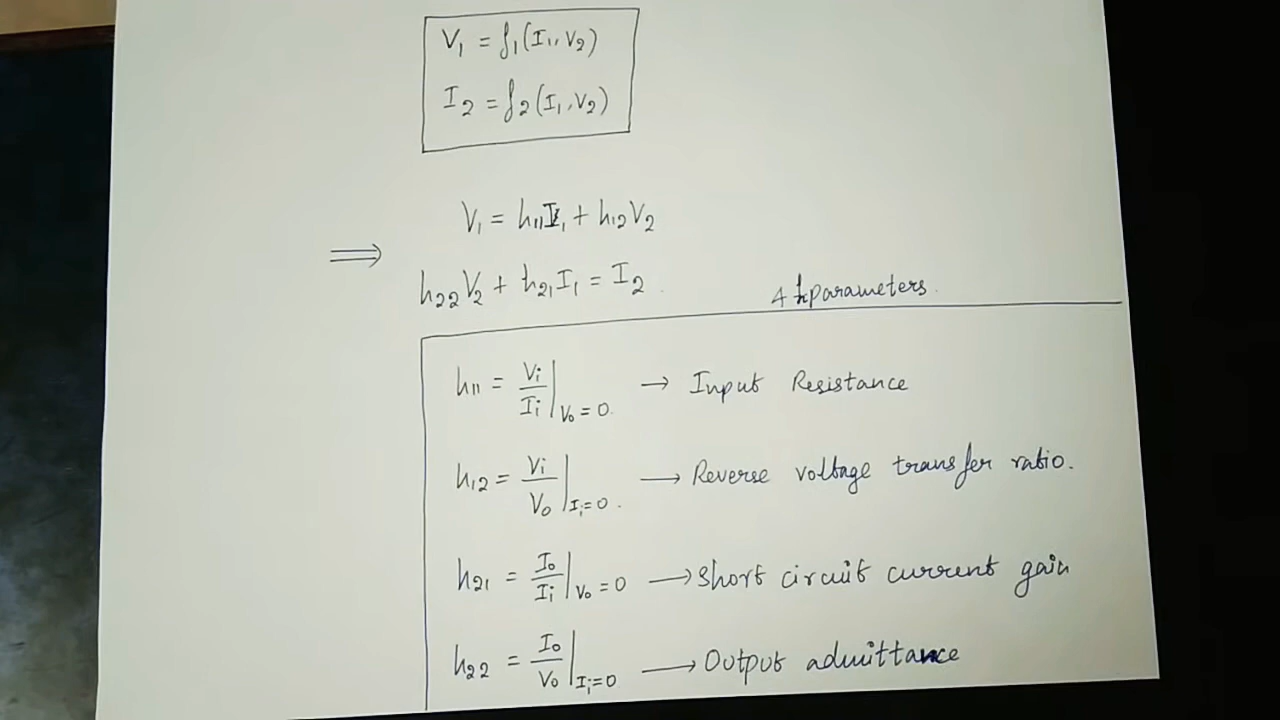 V₁ = f₁(I₁, V₂)
I₂ = f₂(I₁, V₂)
⟹ V₁ = h₁₁I₁ + h₁₂V₂
h₂₂V₂ + h₂₁I₁ = I₂
4 h parameters.
h₁₁ = Vi/Ii |V₀ = 0. → Input Resistance
h₁₂ = Vi/V₀ |Ii = 0. → Reverse voltage transfer ratio.
h₂₁ = I₀/Ii |V₀ = 0 → Short circuit current gain
h₂₂ = I₀/V₀ |Ii = 0 → Output admittance